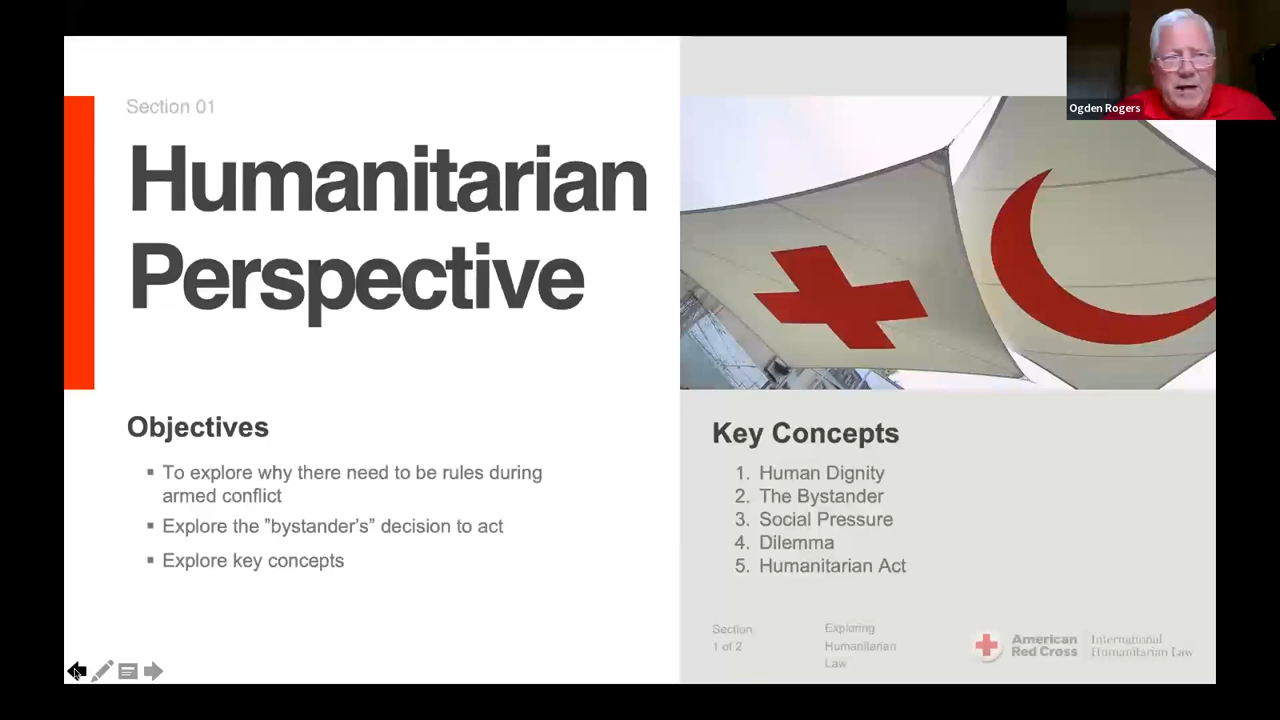 Ogden Rogers
Section 01
Humanitarian
Perspective
Objectives
▪ To explore why there need to be rules during
armed conflict
▪ Explore the ”bystander’s” decision to act
▪ Explore key concepts
Key Concepts
1. Human Dignity
2. The Bystander
3. Social Pressure
4. Dilemma
5. Humanitarian Act
Section
1 of 2
Exploring
Humanitarian
Law
American
Red Cross
International
Humanitarian Law